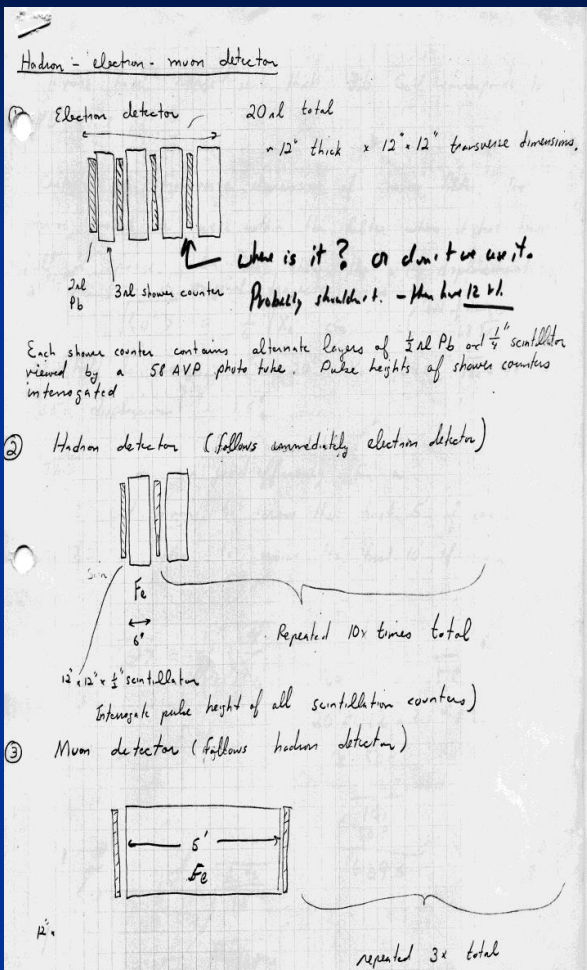 Hadron - electron - muon detector
① Electron detector 20 rl total
~ 12" thick x 12" x 12" transverse dimensions.
where is it? or don't we use it.
Probably shouldn't. - then have 12 rl.
2rl Pb 3rl shower counter
Each shower counter contains alternate layers of ½ rl Pb and ¼" scintillator
viewed by a 58 AVP photo tube. Pulse heights of shower counters
interrogated
② Hadron detector (follows immediately electron detector)
Fe
6"
Repeated 10x times total
12" x 12" x ½" scintillator
Interrogate pulse height of all scintillation counters)
③ Muon detector (follows hadron detector)
5'
Fe
12" x
repeated 3x total